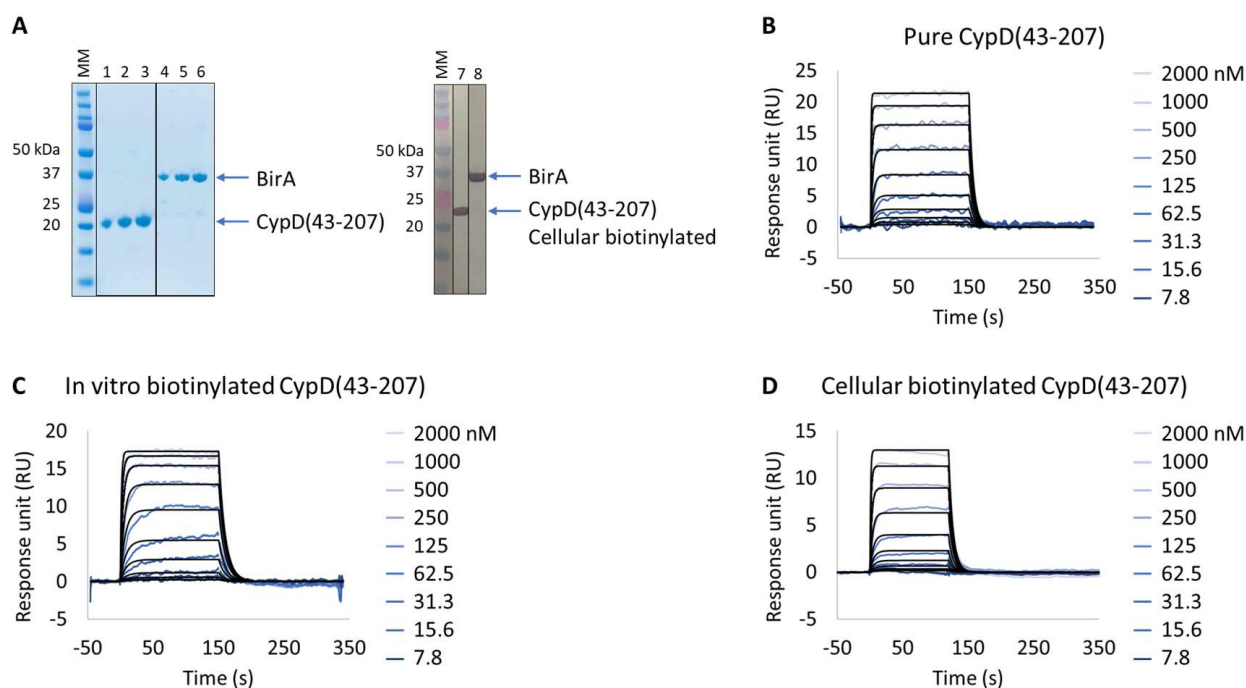 A
MM
1 2 3 4 5 6
50 kDa
37
25
20
BirA
CypD(43-207)
MM
7 8
50 kDa
37
25
20
BirA
CypD(43-207)
Cellular biotinylated
B
Pure CypD(43-207)
Response unit (RU)
25
20
15
10
5
0
-5
-50 50 150 250 350
Time (s)
2000 nM
1000
500
250
125
62.5
31.3
15.6
7.8
C In vitro biotinylated CypD(43-207)
Response unit (RU)
20
15
10
5
0
-5
-50 50 150 250 350
Time (s)
2000 nM
1000
500
250
125
62.5
31.3
15.6
7.8
D Cellular biotinylated CypD(43-207)
Response unit (RU)
15
10
5
0
-5
-50 50 150 250 350
Time (s)
2000 nM
1000
500
250
125
62.5
31.3
15.6
7.8